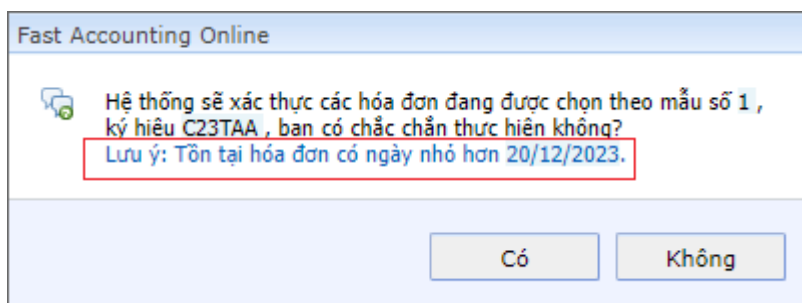 Fast Accounting Online
Hệ thống sẽ xác thực các hóa đơn đang được chọn theo mẫu số 1 ,
ký hiệu C23TAA , bạn có chắc chắn thực hiện không?
Lưu ý: Tồn tại hóa đơn có ngày nhỏ hơn 20/12/2023.
Có
Không